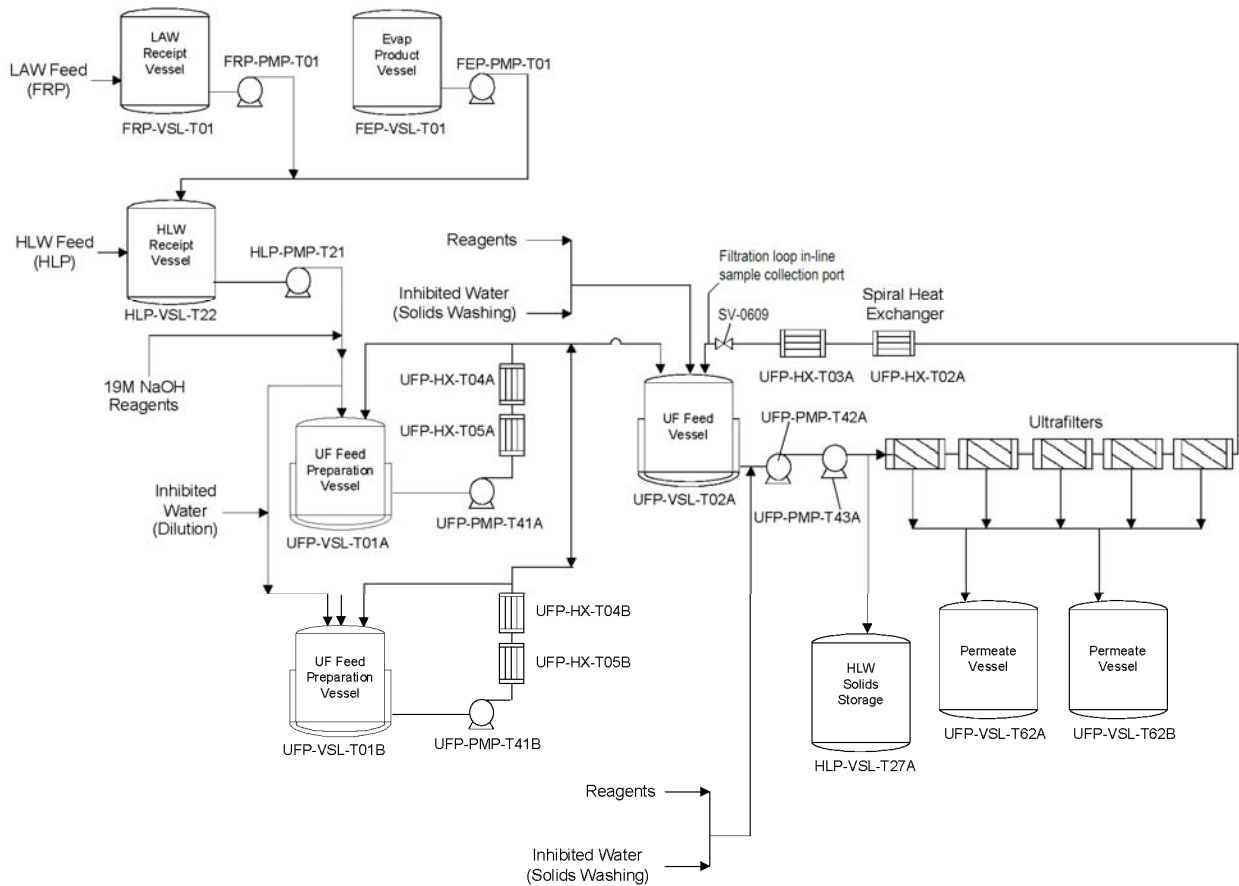 LAW
Receipt
Vessel
FRP-PMP-T01
LAW Feed
(FRP)
FRP-VSL-T01
Evap
Product
Vessel
FEP-PMP-T01
FEP-VSL-T01
HLW
Receipt
Vessel
HLW Feed
(HLP)
HLP-PMP-T21
HLP-VSL-T22
19M NaOH
Reagents
Reagents
Inhibited Water
(Solids Washing)
Filtration loop in-line
sample collection port
SV-0609
Spiral Heat
Exchanger
UFP-HX-T03A
UFP-HX-T02A
UFP-HX-T04A
UFP-HX-T05A
UF Feed
Preparation
Vessel
UFP-PMP-T41A
UFP-VSL-T01A
Inhibited
Water
(Dilution)
UF Feed
Vessel
UFP-VSL-T02A
UFP-PMP-T42A
UFP-PMP-T43A
Ultrafilters
UFP-HX-T04B
UFP-HX-T05B
UF Feed
Preparation
Vessel
UFP-PMP-T41B
UFP-VSL-T01B
HLW
Solids
Storage
HLP-VSL-T27A
Permeate
Vessel
UFP-VSL-T62A
Permeate
Vessel
UFP-VSL-T62B
Reagents
Inhibited Water
(Solids Washing)